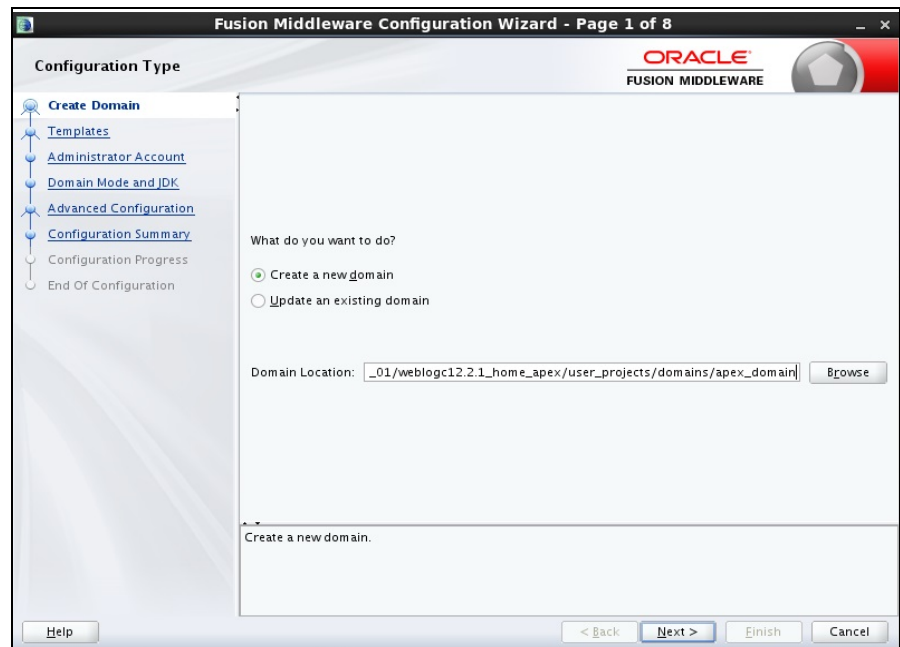 Fusion Middleware Configuration Wizard - Page 1 of 8
Configuration Type
ORACLE
FUSION MIDDLEWARE
Create Domain
Templates
Administrator Account
Domain Mode and JDK
Advanced Configuration
Configuration Summary
Configuration Progress
End Of Configuration
What do you want to do?
Create a new domain
Update an existing domain
Domain Location: _01/weblogc12.2.1_home_apex/user_projects/domains/apex_domain Browse
Create a new domain.
Help < Back Next > Finish Cancel